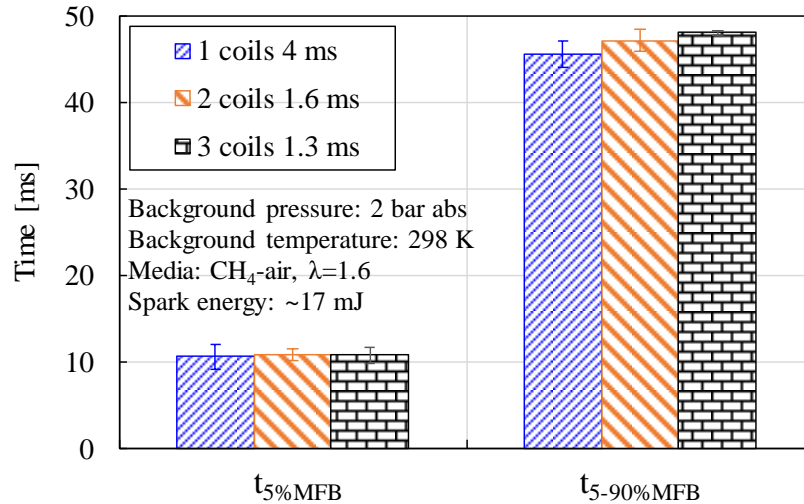 50
40
30
20
10
0
Time [ms]
1 coils 4 ms
2 coils 1.6 ms
3 coils 1.3 ms
Background pressure: 2 bar abs
Background temperature: 298 K
Media: CH₄-air, λ=1.6
Spark energy: ~17 mJ
t5%MFB
t5-90%MFB